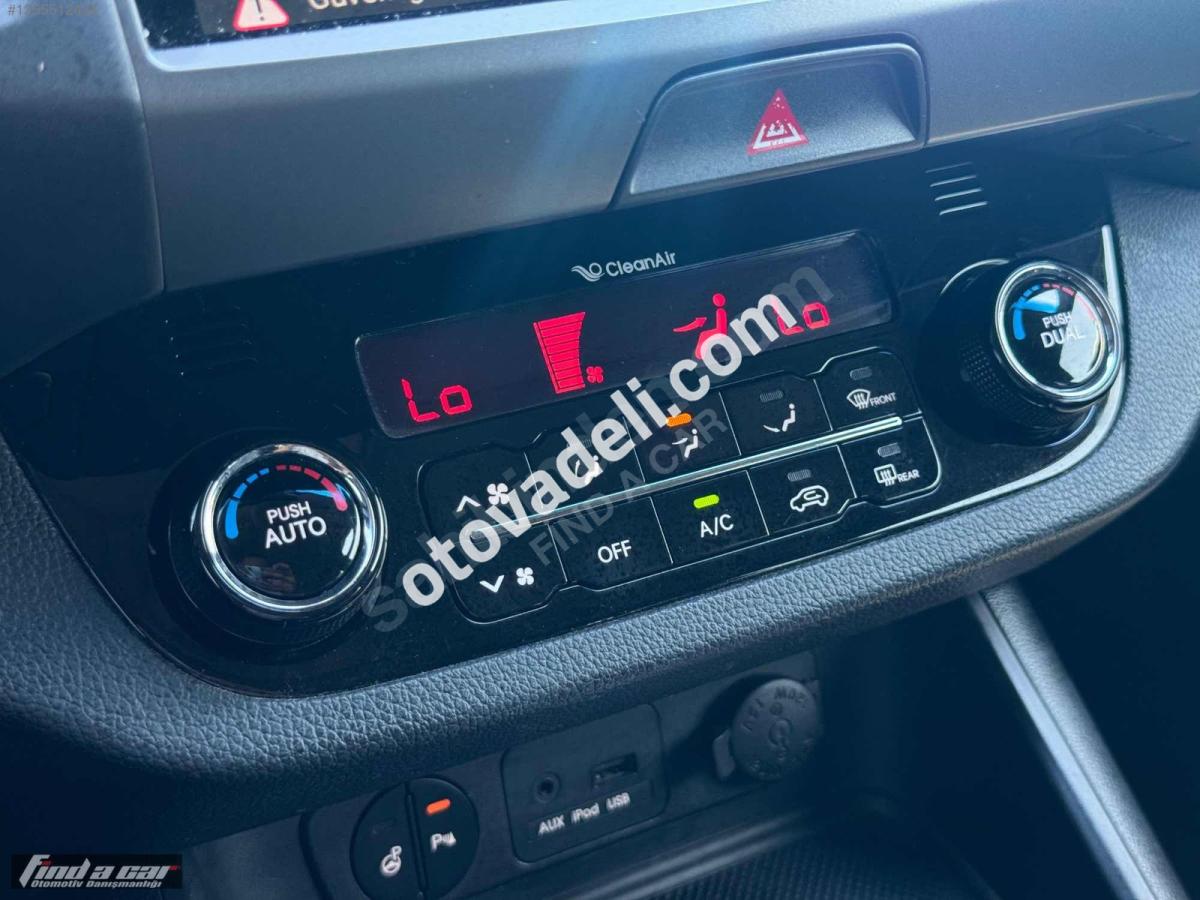 CleanAir
Lo
Lo
PUSH
AUTO
PUSH
DUAL
FRONT
REAR
OFF
A/C
sotovadeli.com
FIND A CAR
AUX iPod USB
P
Find a car
Otomotiv Danışmanlığı